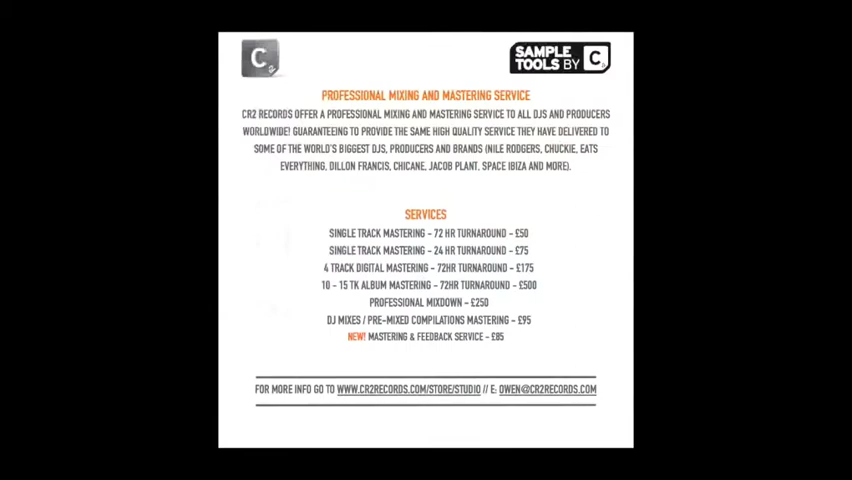 C
SAMPLE
TOOLS BY C
PROFESSIONAL MIXING AND MASTERING SERVICE
CR2 RECORDS OFFER A PROFESSIONAL MIXING AND MASTERING SERVICE TO ALL DJS AND PRODUCERS
WORLDWIDE! GUARANTEEING TO PROVIDE THE SAME HIGH QUALITY SERVICE THEY HAVE DELIVERED TO
SOME OF THE WORLD'S BIGGEST DJS, PRODUCERS AND BRANDS (NILE RODGERS, CHUCKIE, EATS
EVERYTHING, DILLON FRANCIS, CHICANE, JACOB PLANT, SPACE IBIZA AND MORE).
SERVICES
SINGLE TRACK MASTERING - 72 HR TURNAROUND - £50
SINGLE TRACK MASTERING - 24 HR TURNAROUND - £75
4 TRACK DIGITAL MASTERING - 72HR TURNAROUND - £175
10 - 15 TK ALBUM MASTERING - 72HR TURNAROUND - £500
PROFESSIONAL MIXDOWN - £250
DJ MIXES / PRE-MIXED COMPILATIONS MASTERING - £95
NEW! MASTERING & FEEDBACK SERVICE - £85
FOR MORE INFO GO TO WWW.CR2RECORDS.COM/STORE/STUDIO // E: OWEN@CR2RECORDS.COM